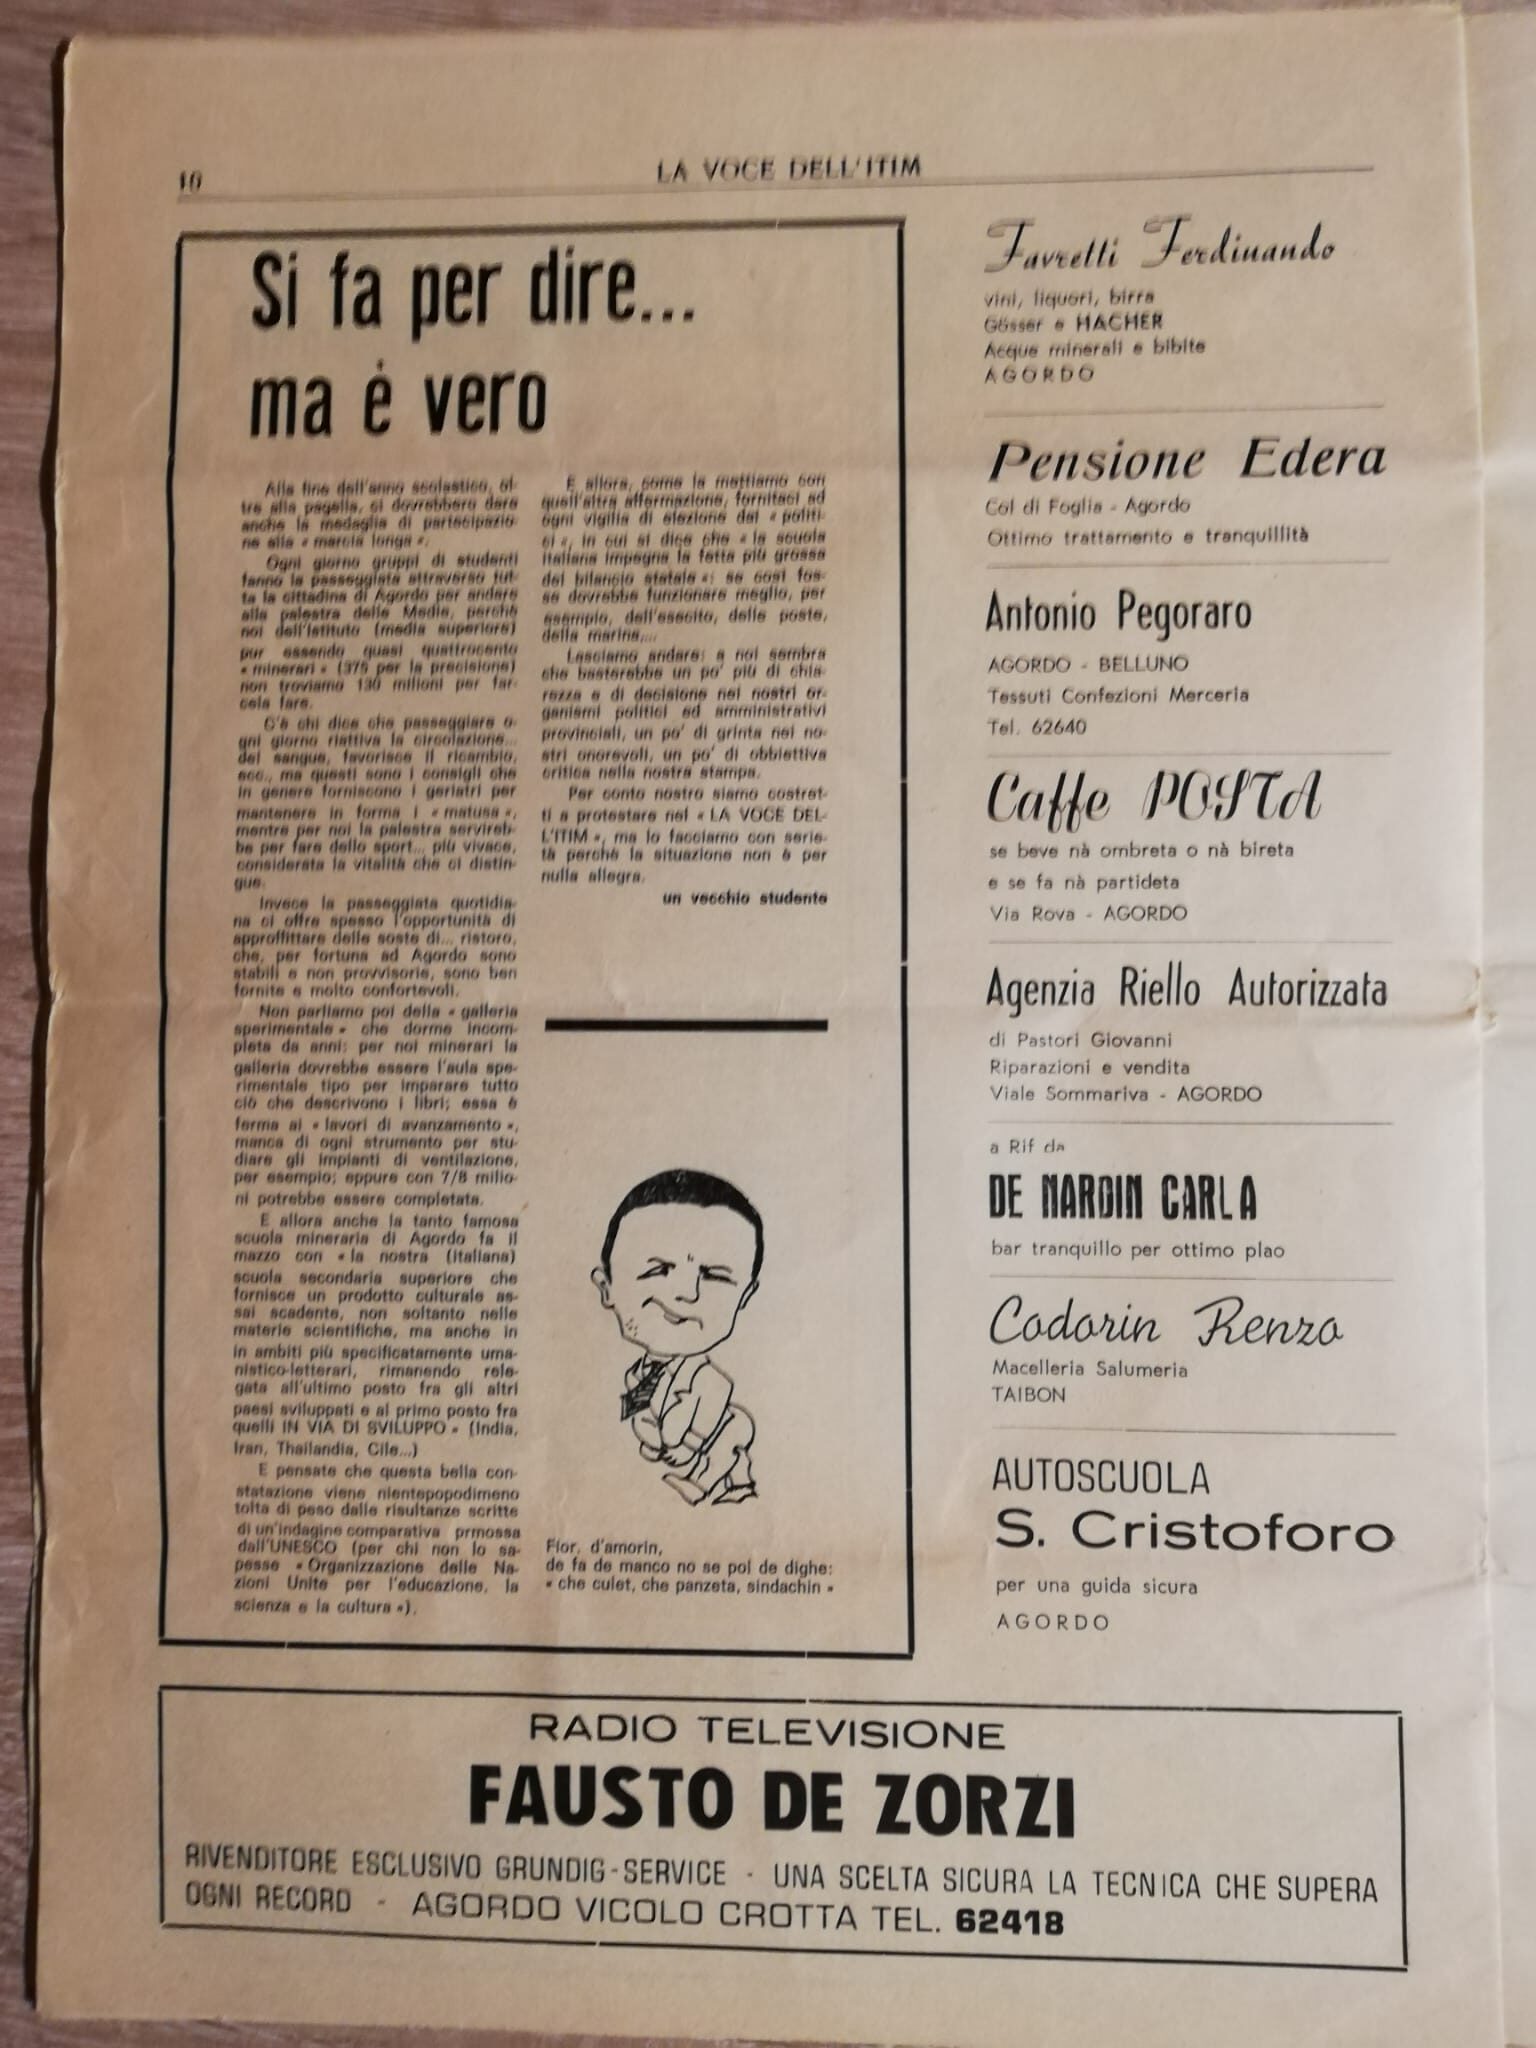 10
LA VOCE DELL'ITIM
Si fa per dire...
ma è vero
Alla fine dell'anno scolastico, ol-
tre alla pagella, ci dovrebbero dare
anche la medaglia di partecipazio-
ne alla « marcia longa ».
Ogni giorno gruppi di studenti
fanno la passeggiata attraverso tut-
ta la cittadina di Agordo per andare
alla palestra delle Medie, perchè
noi dell'Istituto (media superiore)
pur essendo quasi quattrocento
« minerari » (375 per la precisione)
non troviamo 130 milioni per far-
cela fare.
C'è chi dice che passeggiare o-
gni giorno riattiva la circolazione...
del sangue, favorisce il ricambio,
ecc., ma questi sono i consigli che
in genere forniscono i geriatri per
mantenere in forma i « matusa »,
mentre per noi la palestra servireb-
be per fare dello sport... più vivace,
considerata la vitalità che ci distin-
gue.
Invece la passeggiata quotidia-
na ci offre spesso l'opportunità di
approffittare delle soste di... ristoro,
che, per fortuna ad Agordo sono
stabili e non provvisorie, sono ben
fornite e molto confortevoli.
Non parliamo poi della « galleria
sperimentale » che dorme incom-
pleta da anni: per noi minerari la
galleria dovrebbe essere l'aula spe-
rimentale tipo per imparare tutto
ciò che descrivono i libri; essa è
ferma ai « lavori di avanzamento »,
manca di ogni strumento per stu-
diare gli impianti di ventilazione,
per esempio; eppure con 7/8 milio-
ni potrebbe essere completata.
E allora anche la tanto famosa
scuola mineraria di Agordo fa il
mazzo con « la nostra (italiana)
scuola secondaria superiore che
fornisce un prodotto culturale as-
sai scadente, non soltanto nelle
materie scientifiche, ma anche in
in ambiti più specificatamente uma-
nistico-letterari, rimanendo rele-
gata all'ultimo posto fra gli altri
paesi sviluppati e al primo posto fra
quelli IN VIA DI SVILUPPO » (India,
Iran, Thailandia, Cile...)
E pensate che questa bella con-
statazione viene nientepopodimeno
tolta di peso dalle risultanze scritte
di un'indagine comparativa prmossa
dall'UNESCO (per chi non lo sa-
pesse « Organizzazione delle Na-
zioni Unite per l'educazione, la
scienza e la cultura »).
E allora, come la mettiamo con
quell'altra affermazione, fornitaci ad
ogni vigilia di elezione dai « politi-
ci », in cui si dice che « la scuola
italiana impegna la fetta più grossa
del bilancio statale »: se così fos-
se dovrebbe funzionare meglio, per
esempio, dell'esecito, delle poste,
della marina,...
Lasciamo andare: a noi sembra
che basterebbe un po' più di chia-
rezza e di decisione nei nostri or-
ganismi politici ed amministrativi
provinciali, un po' di grinta nei no-
stri onorevoli, un po' di obbiettiva
critica nella nostra stampa.
Per conto nostro siamo costret-
ti a protestare nel « LA VOCE DEL-
L'ITIM », ma lo facciamo con serie-
tà perchè la situazione non è per
nulla allegra.
un vecchio studente
Fior, d'amorin,
de fa de manco no se pol de dighe:
« che culet, che panzeta, sindachin »
Favretti Ferdinando
vini, liquori, birra
Gösser e HACHER
Acque minerali e bibite
AGORDO
Pensione Edera
Col di Foglia - Agordo
Ottimo trattamento e tranquillità
Antonio Pegoraro
AGORDO - BELLUNO
Tessuti Confezioni Merceria
Tel. 62640
Caffe POSTA
se beve nà ombreta o nà bireta
e se fa nà partideta
Via Rova - AGORDO
Agenzia Riello Autorizzata
di Pastori Giovanni
Riparazioni e vendita
Viale Sommariva - AGORDO
a Rif da
DE NARDIN CARLA
bar tranquillo per ottimo plao
Codorin Renzo
Macelleria Salumeria
TAIBON
AUTOSCUOLA
S. Cristoforo
per una guida sicura
AGORDO
RADIO TELEVISIONE
FAUSTO DE ZORZI
RIVENDITORE ESCLUSIVO GRUNDIG-SERVICE - UNA SCELTA SICURA LA TECNICA CHE SUPERA
OGNI RECORD - AGORDO VICOLO CROTTA TEL. 62418